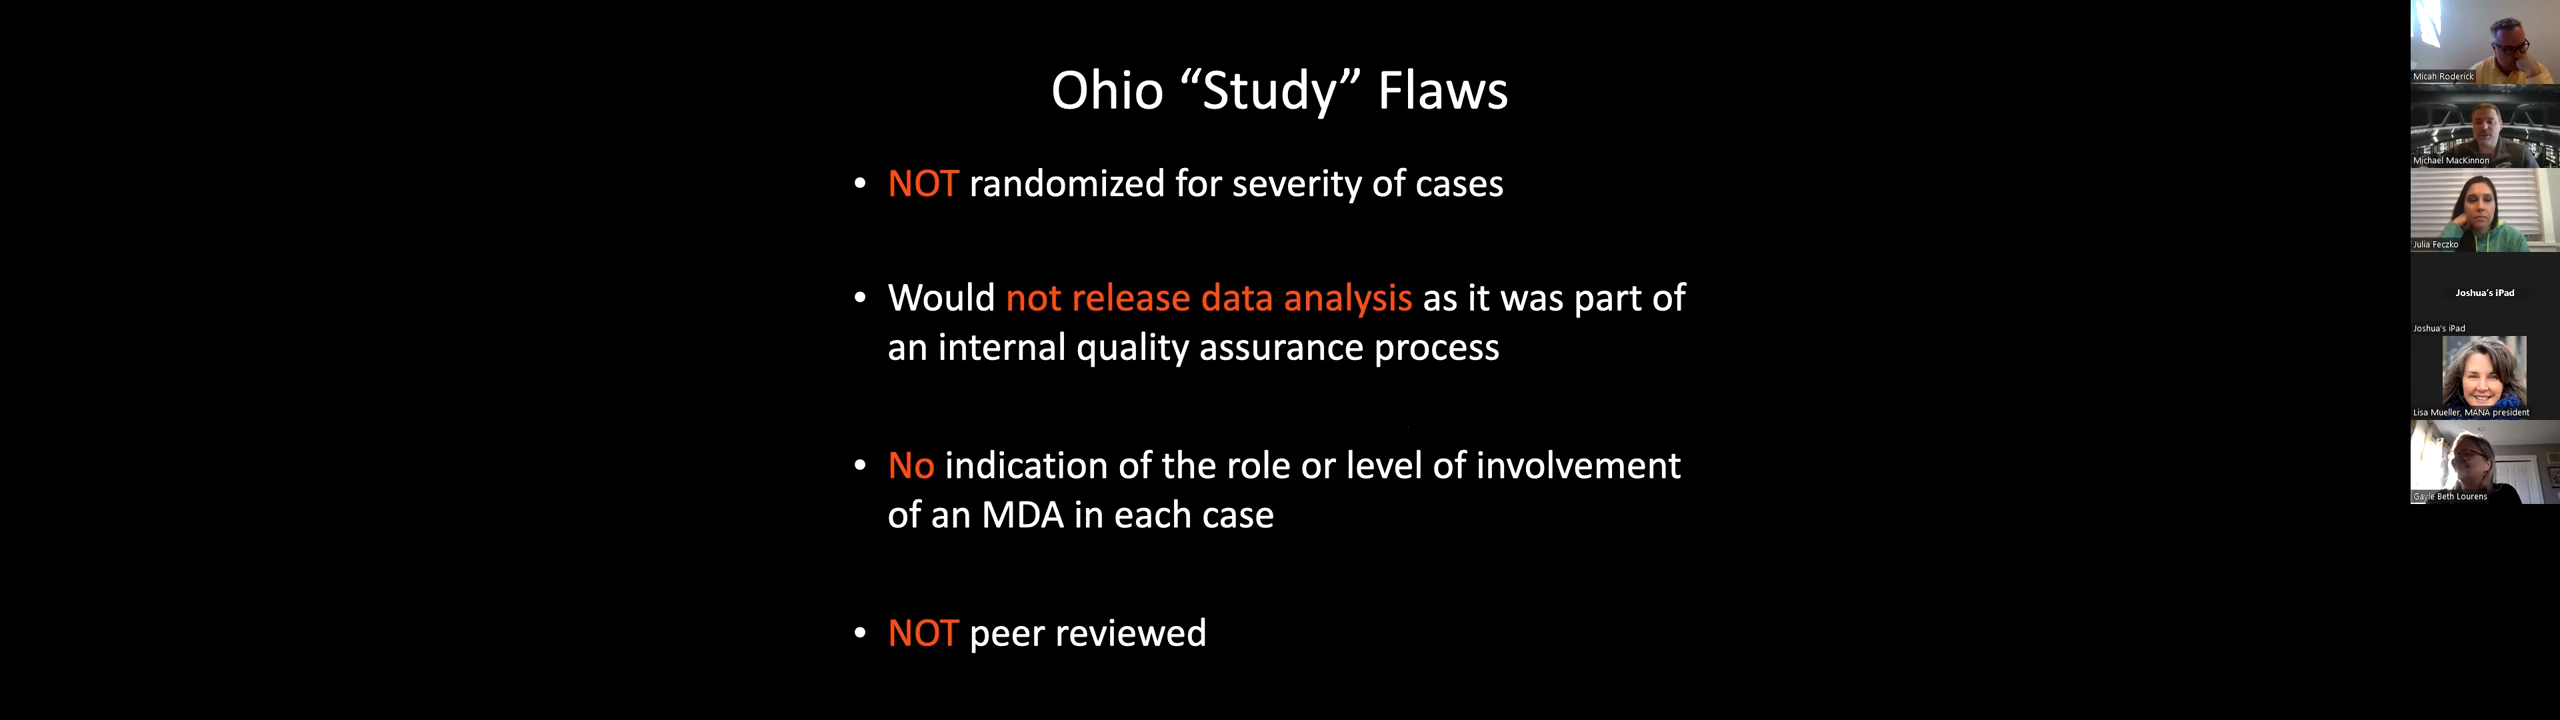 Ohio “Study” Flaws
• NOT randomized for severity of cases
• Would not release data analysis as it was part of
an internal quality assurance process
• No indication of the role or level of involvement
of an MDA in each case
• NOT peer reviewed
Micah Roderick
Michael MacKinnon
Julia Feczko
Joshua's iPad
Joshua's iPad
Lisa Mueller, MANA president
Gayle Beth Lourens